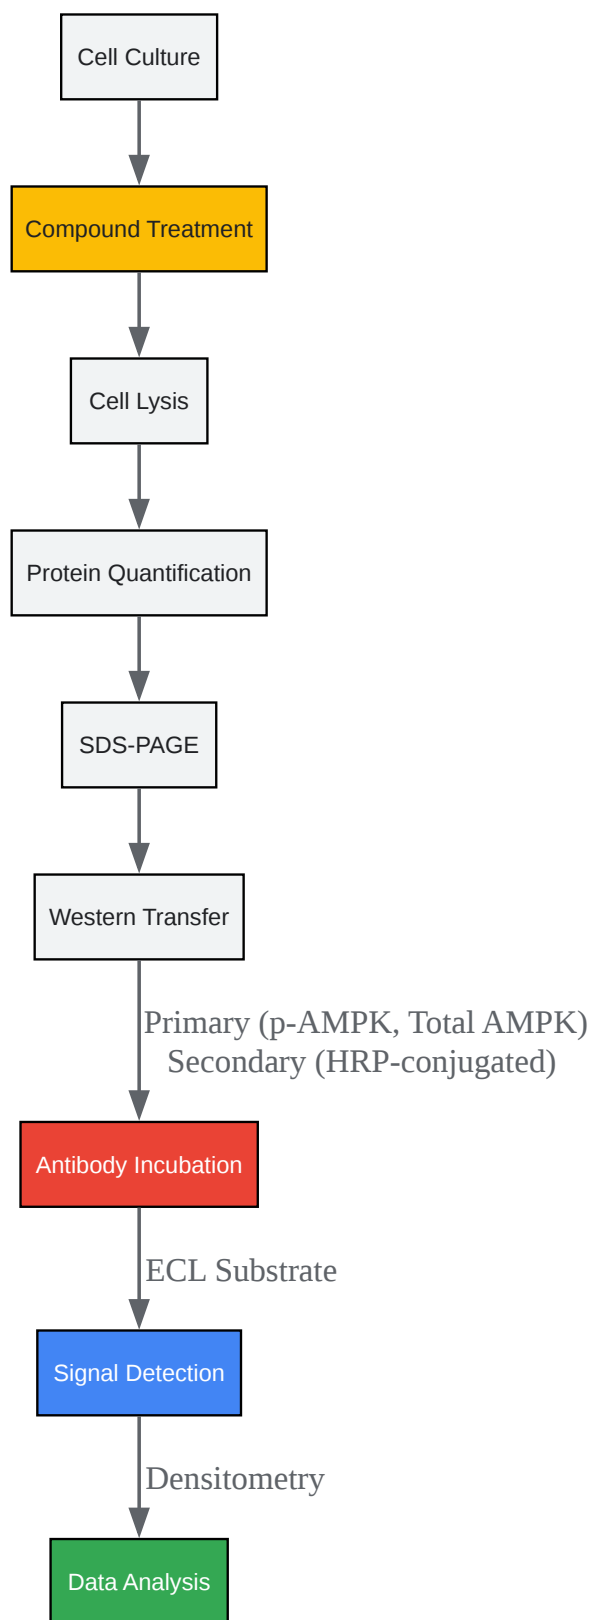 Cell Culture
Compound Treatment
Cell Lysis
Protein Quantification
SDS-PAGE
Western Transfer
Primary (p-AMPK, Total AMPK)
Secondary (HRP-conjugated)
Antibody Incubation
ECL Substrate
Signal Detection
Densitometry
Data Analysis